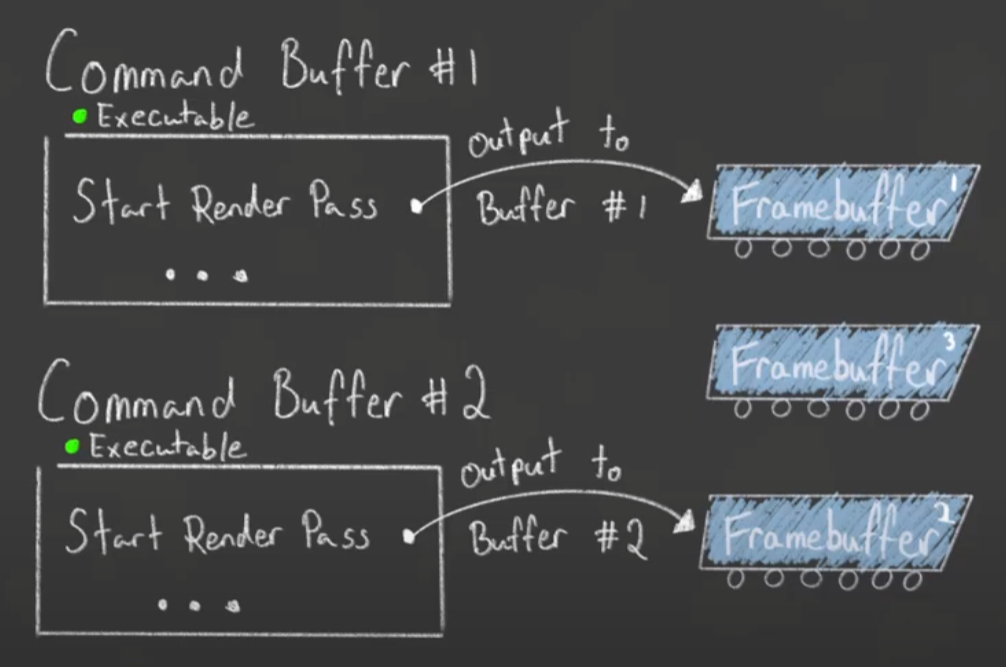 Command Buffer #1
Executable
Start Render Pass
...
Output to
Buffer #1
Framebuffer 1
Framebuffer 3
Command Buffer #2
Executable
Start Render Pass
...
Output to
Buffer #2
Framebuffer 2